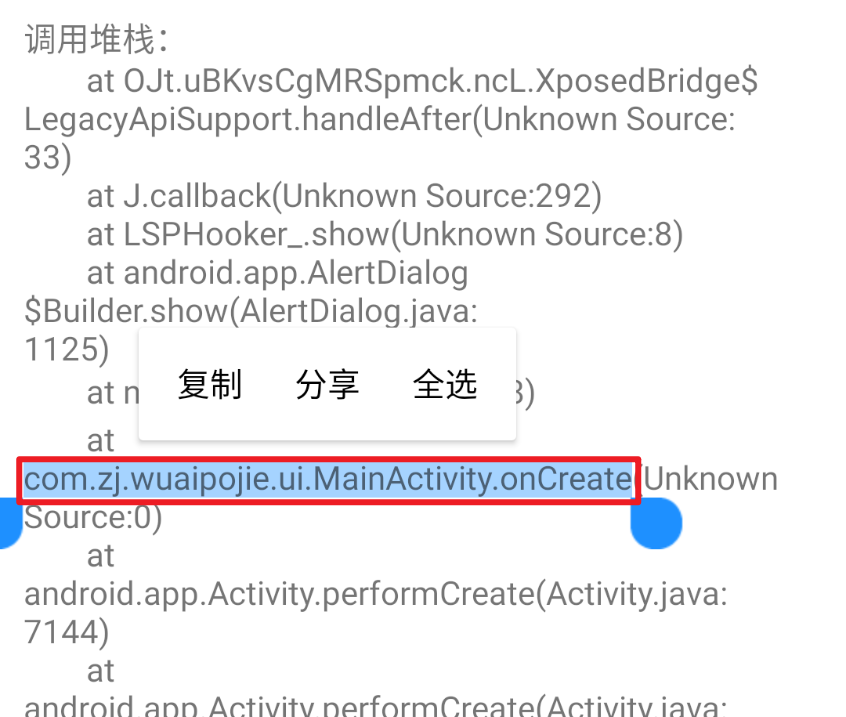 调用堆栈：
at OJt.uBKvsCgMRSpmck.ncL.XposedBridge$
LegacyApiSupport.handleAfter(Unknown Source:
33)
at J.callback(Unknown Source:292)
at LSPHooker_.show(Unknown Source:8)
at android.app.AlertDialog
$Builder.show(AlertDialog.java:
1125)
复制 分享 全选
at
at
com.zj.wuaipojie.ui.MainActivity.onCreate(Unknown
Source:0)
at
android.app.Activity.performCreate(Activity.java:
7144)
at
android.app.Activity.performCreate(Activity.java: